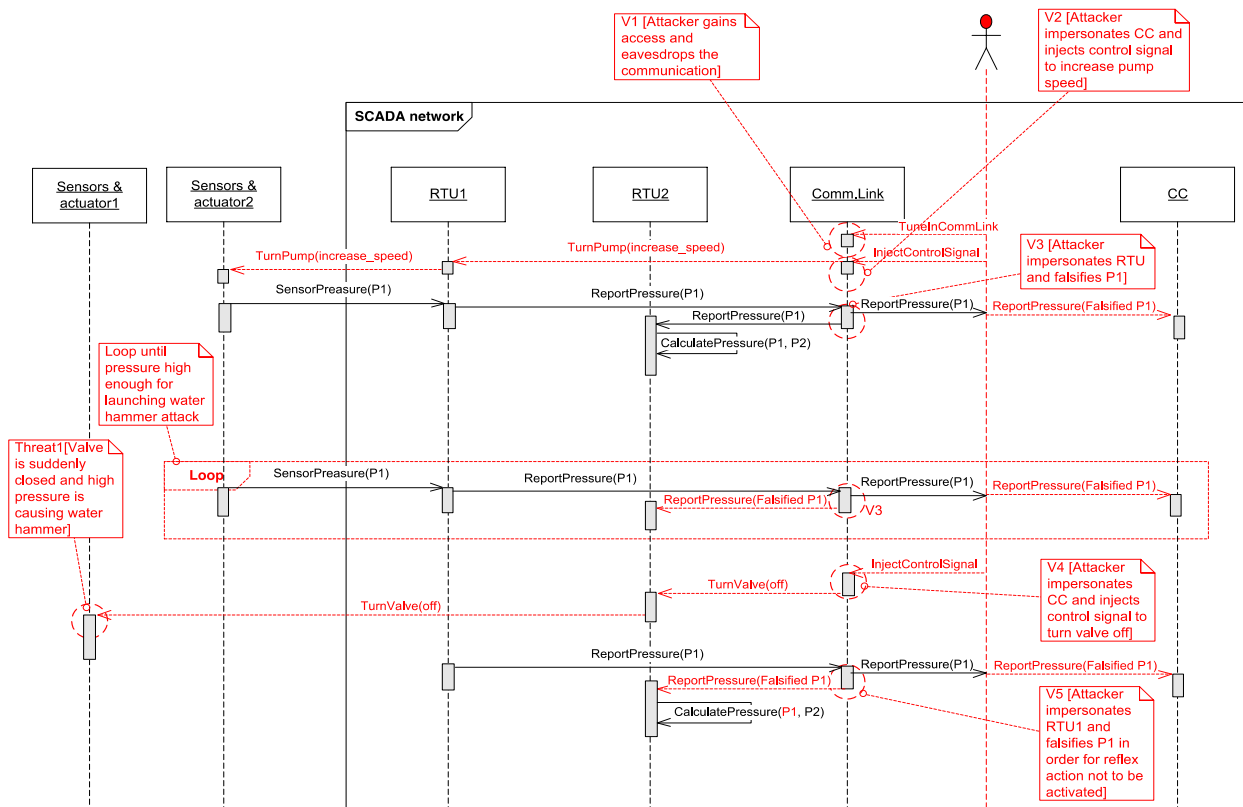 V1 [Attacker gains
access and
eavesdrops the
communication]
V2 [Attacker
impersonates CC and
injects control signal
to increase pump
speed]
SCADA network
Sensors &
actuator1
Sensors &
actuator2
RTU1
RTU2
Comm.Link
CC
TuneInCommLink
TurnPump(increase_speed)
TurnPump(increase_speed)
InjectControlSignal
V3 [Attacker
impersonates RTU
and falsifies P1]
SensorPreasure(P1)
ReportPressure(P1)
ReportPressure(P1)
ReportPressure(Falsified P1)
ReportPressure(P1)
CalculatePressure(P1, P2)
Loop until
pressure high
enough for
launching water
hammer attack
Threat1[Valve
is suddenly
closed and high
pressure is
causing water
hammer]
Loop
SensorPreasure(P1)
ReportPressure(P1)
ReportPressure(P1)
ReportPressure(Falsified P1)
ReportPressure(Falsified P1)
V3
InjectControlSignal
TurnValve(off)
TurnValve(off)
V4 [Attacker
impersonates
CC and injects
control signal to
turn valve off]
ReportPressure(P1)
ReportPressure(P1)
ReportPressure(Falsified P1)
ReportPressure(Falsified P1)
CalculatePressure(P1, P2)
V5 [Attacker
impersonates
RTU1 and
falsifies P1 in
order for reflex
action not to be
activated]